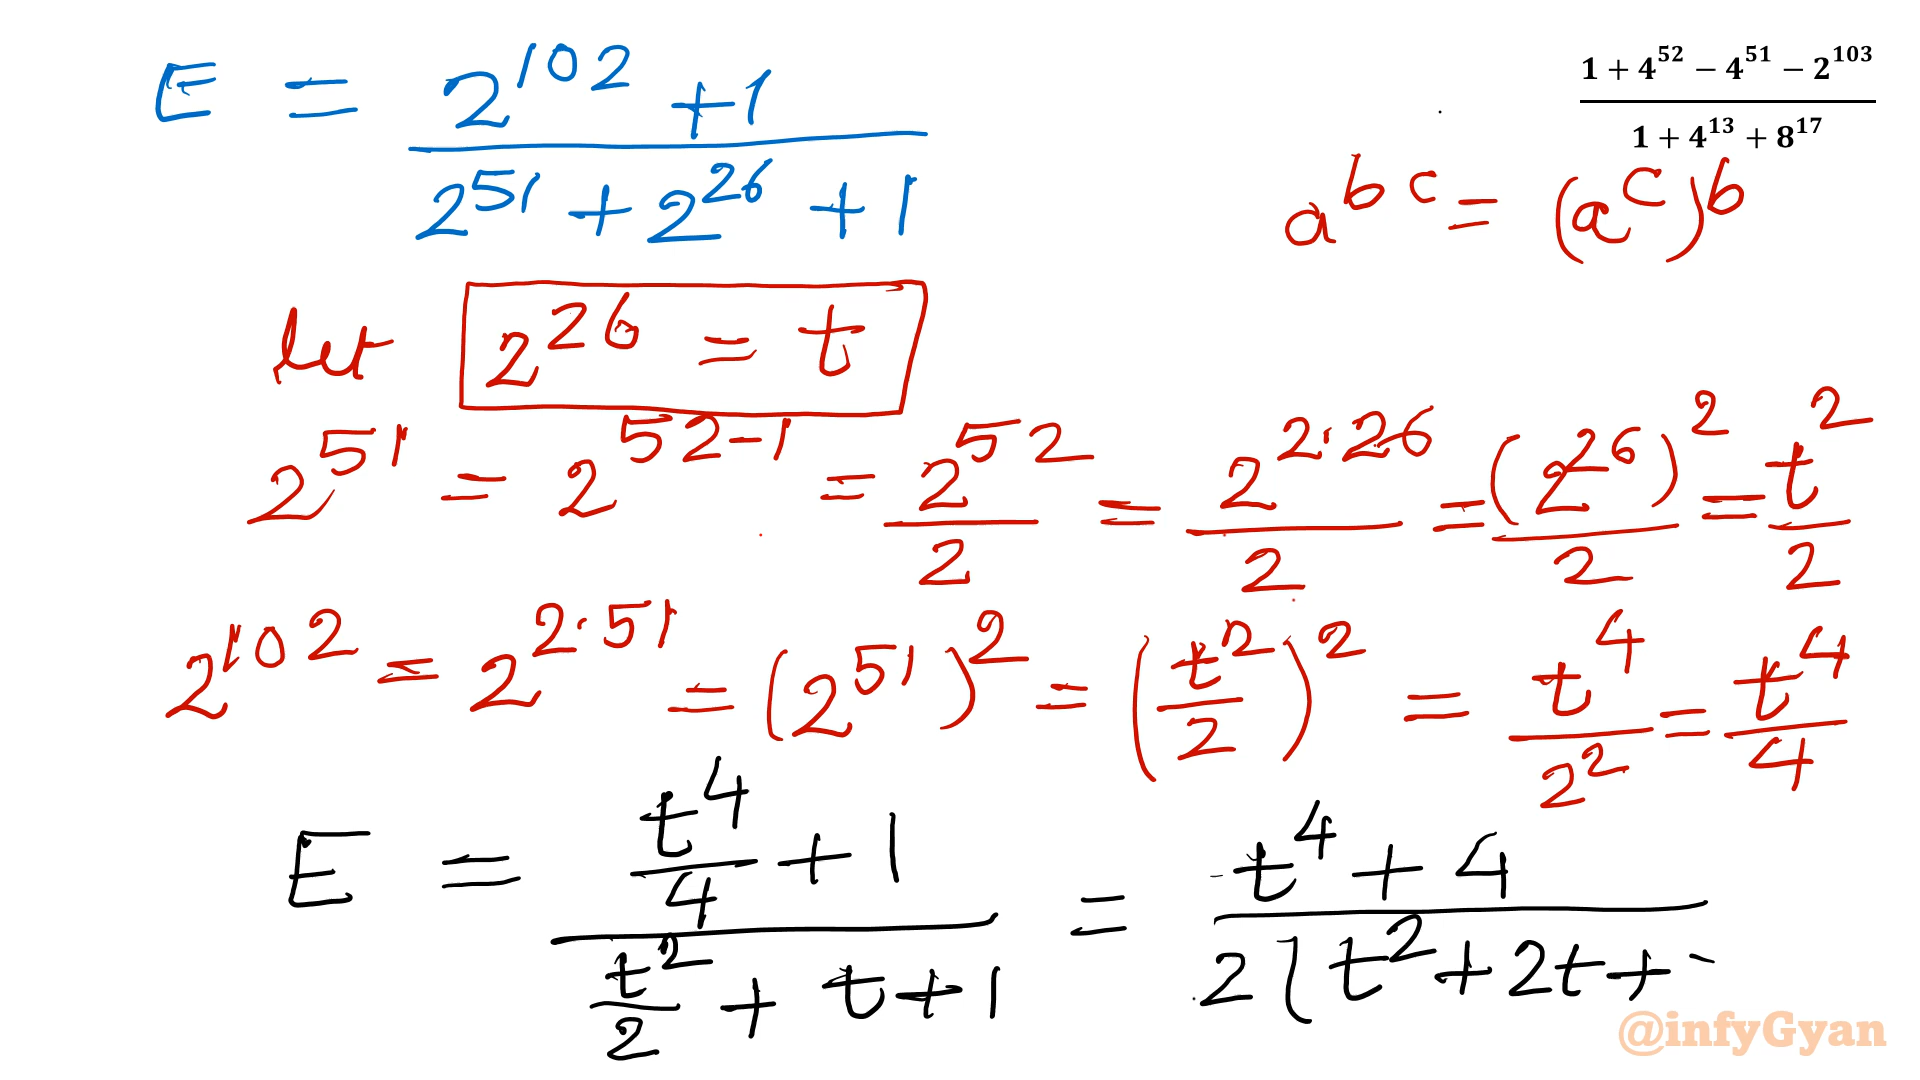 E = (2^102 + 1)/(2^51 + 2^26 + 1)
(1 + 4^52 − 4^51 − 2^103)/(1 + 4^13 + 8^17)
a^bc = (a^c)^b
let 2^26 = t
2^51 = 2^(52-1) = 2^52/2 = 2^(2·26)/2 = (2^26)^2/2 = t^2/2
2^102 = 2^(2·51) = (2^51)^2 = (t^2/2)^2 = t^4/2^2 = t^4/4
E = (t^4/4 + 1)/(t^2/2 + t + 1) = (t^4 + 4)/(2(t^2 + 2t +
@infyGyan